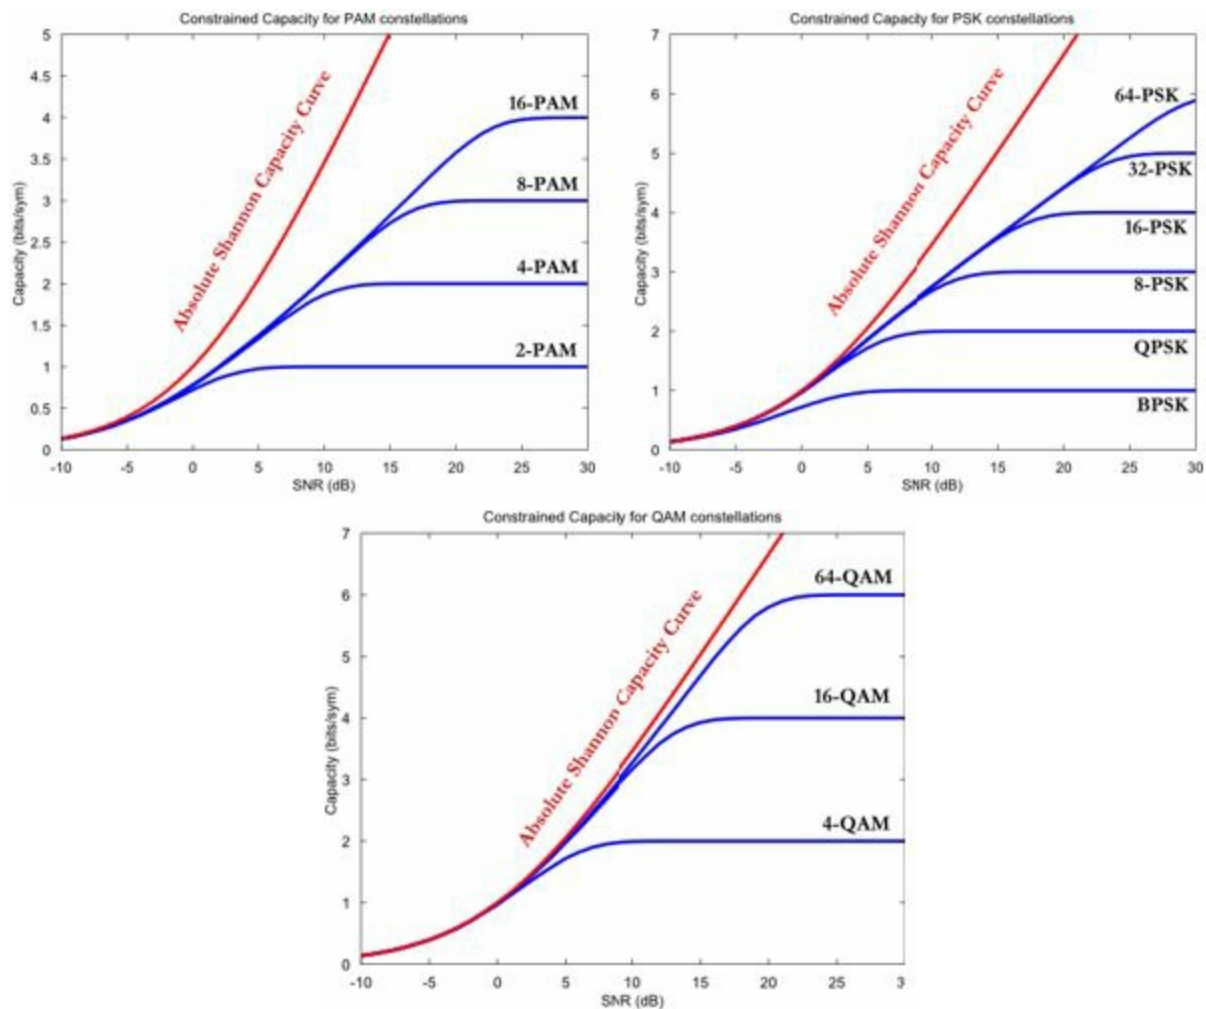 Constrained Capacity for PAM constellations
5
4.5
4
3.5
3
2.5
2
1.5
1
0.5
0
Capacity (bits/sym)
Absolute Shannon Capacity Curve
16-PAM
8-PAM
4-PAM
2-PAM
-10 -5 0 5 10 15 20 25 30
SNR (dB)
Constrained Capacity for PSK constellations
7
6
5
4
3
2
1
0
Capacity (bits/sym)
Absolute Shannon Capacity Curve
64-PSK
32-PSK
16-PSK
8-PSK
QPSK
BPSK
-10 -5 0 5 10 15 20 25 30
SNR (dB)
Constrained Capacity for QAM constellations
7
6
5
4
3
2
1
0
Capacity (bits/sym)
Absolute Shannon Capacity Curve
64-QAM
16-QAM
4-QAM
-10 -5 0 5 10 15 20 25 3
SNR (dB)